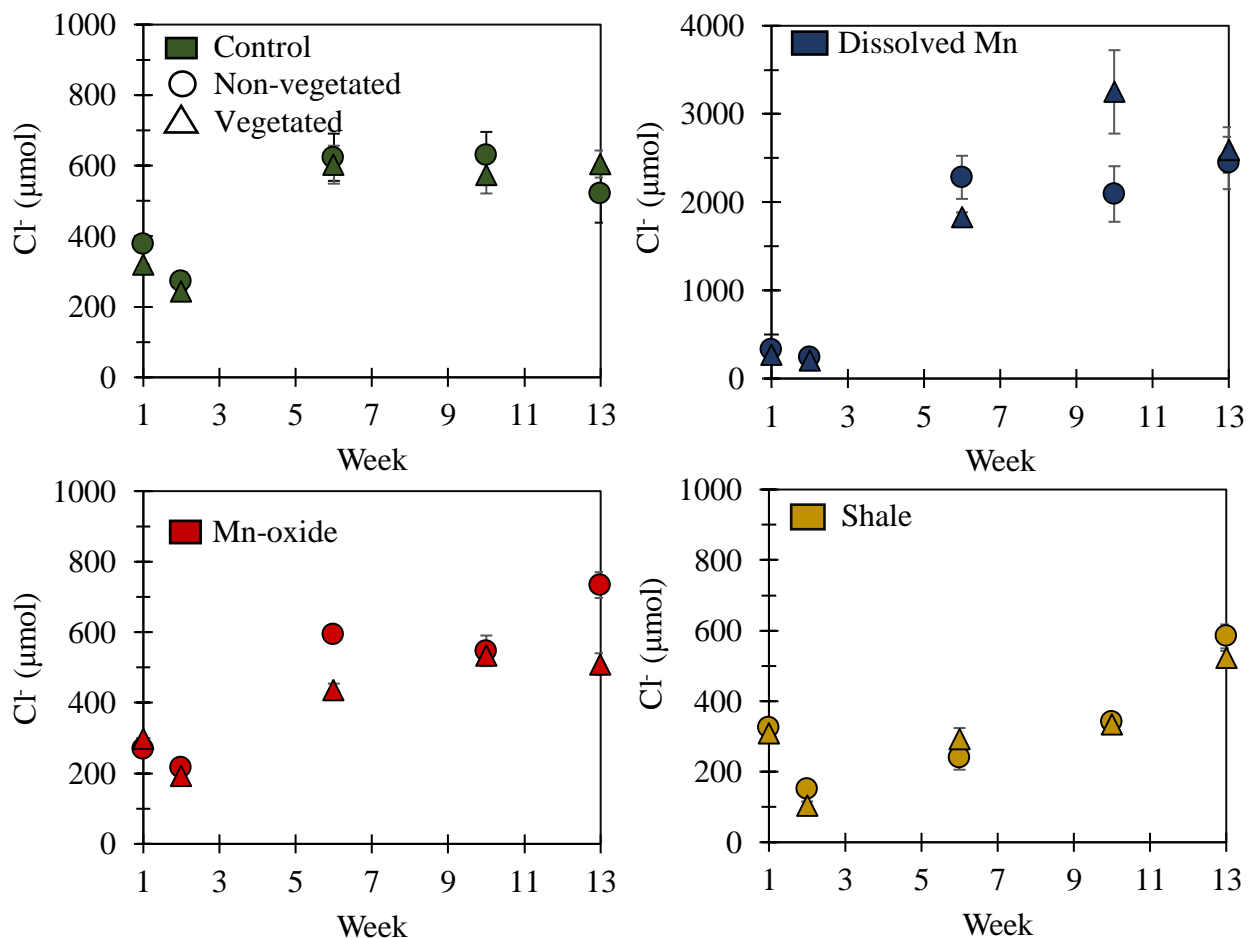 1000
800
600
400
200
0
Cl⁻ (µmol)
Control
Non-vegetated
Vegetated
1 3 5 7 9 11 13
Week
4000
3000
2000
1000
0
Cl⁻ (µmol)
Dissolved Mn
1 3 5 7 9 11 13
Week
1000
800
600
400
200
0
Cl⁻ (µmol)
Mn-oxide
1 3 5 7 9 11 13
Week
1000
800
600
400
200
0
Cl⁻ (µmol)
Shale
1 3 5 7 9 11 13
Week